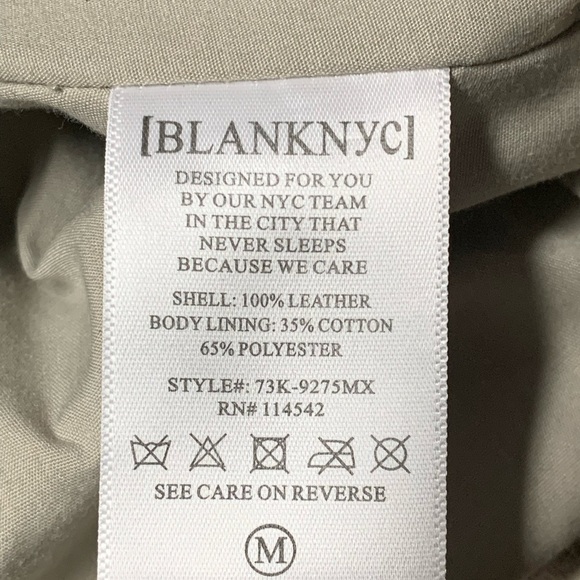 [BLANKNYC]
DESIGNED FOR YOU
BY OUR NYC TEAM
IN THE CITY THAT
NEVER SLEEPS
BECAUSE WE CARE
SHELL: 100% LEATHER
BODY LINING: 35% COTTON
65% POLYESTER
STYLE#: 73K-9275MX
RN# 114542
SEE CARE ON REVERSE
M